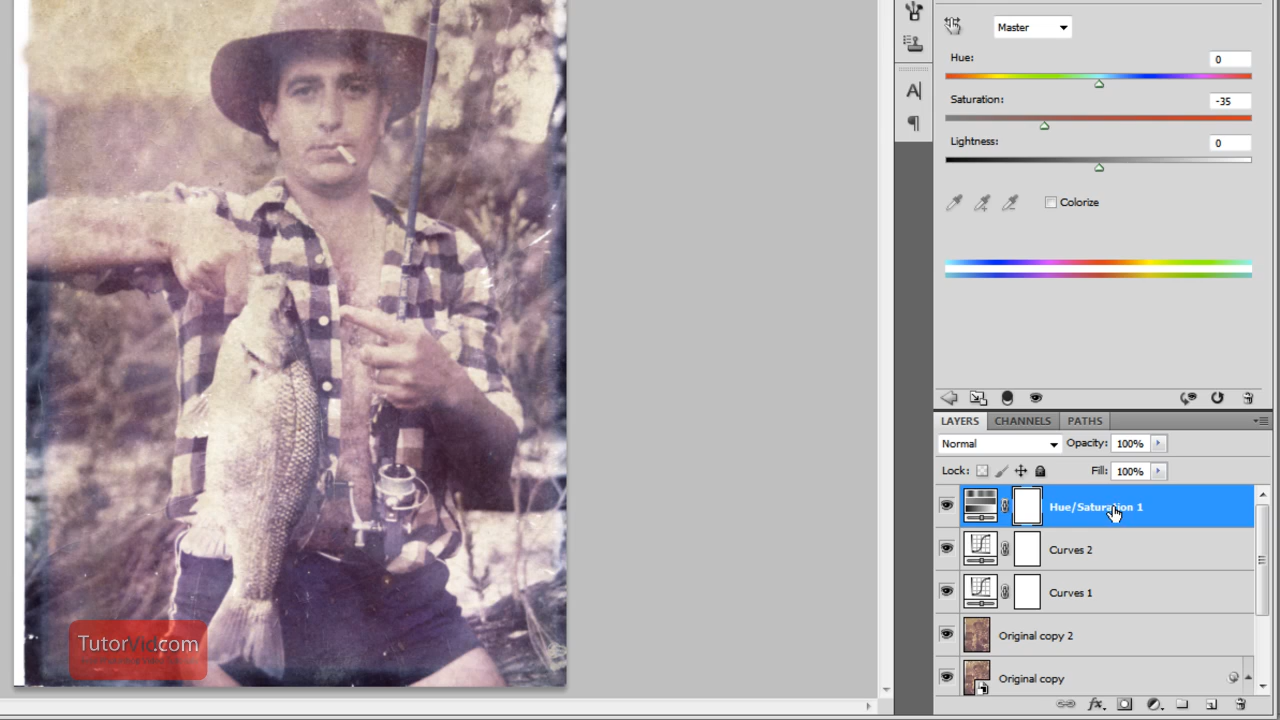 Master
Hue:
0
Saturation:
-35
Lightness:
0
Colorize
LAYERS
CHANNELS
PATHS
Normal
Opacity:
100%
Lock:
Fill:
100%
Hue/Saturation 1
Curves 2
Curves 1
Original copy 2
Original copy
TutorVid.com